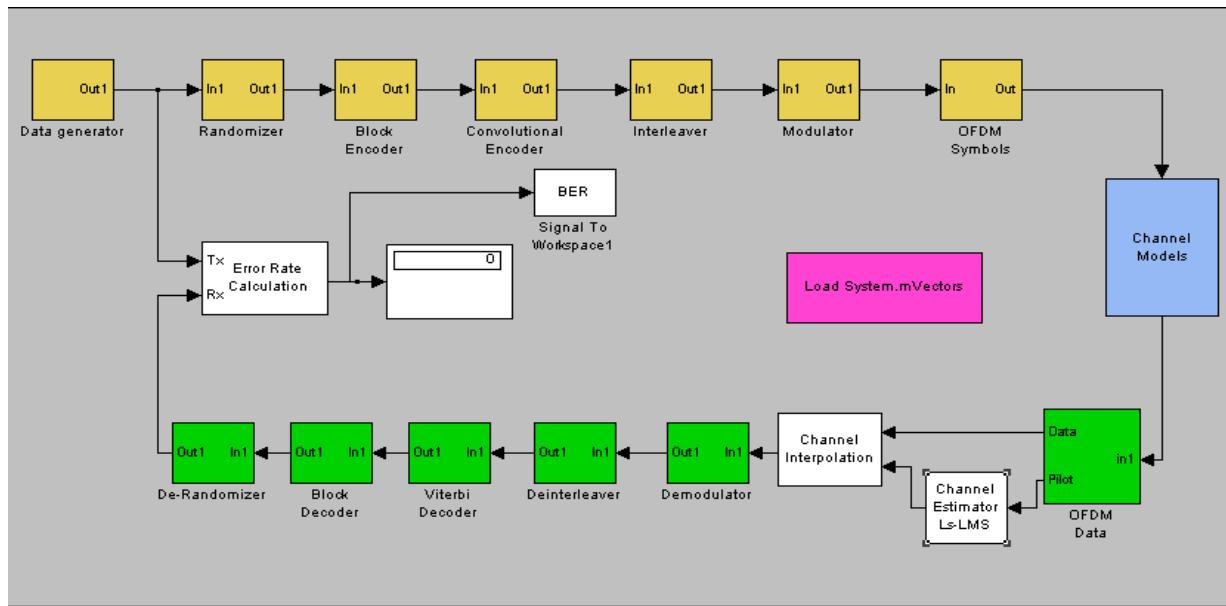 Out1
Data generator
In1 Out1
Randomizer
In1 Out1
Block
Encoder
In1 Out1
Convolutional
Encoder
In1 Out1
Interleaver
In1 Out1
Modulator
In Out
OFDM
Symbols
BER
Signal To
Workspace1
Tx
Rx
Error Rate
Calculation
0
Load System.mVectors
Channel
Models
Out1 In1
De-Randomizer
Out1 In1
Block
Decoder
Out1 In1
Viterbi
Decoder
Out1 In1
Deinterleaver
Out1 In1
Demodulator
Channel
Interpolation
Channel
Estimator
Ls-LMS
Data
Pilot
in1
OFDM
Data